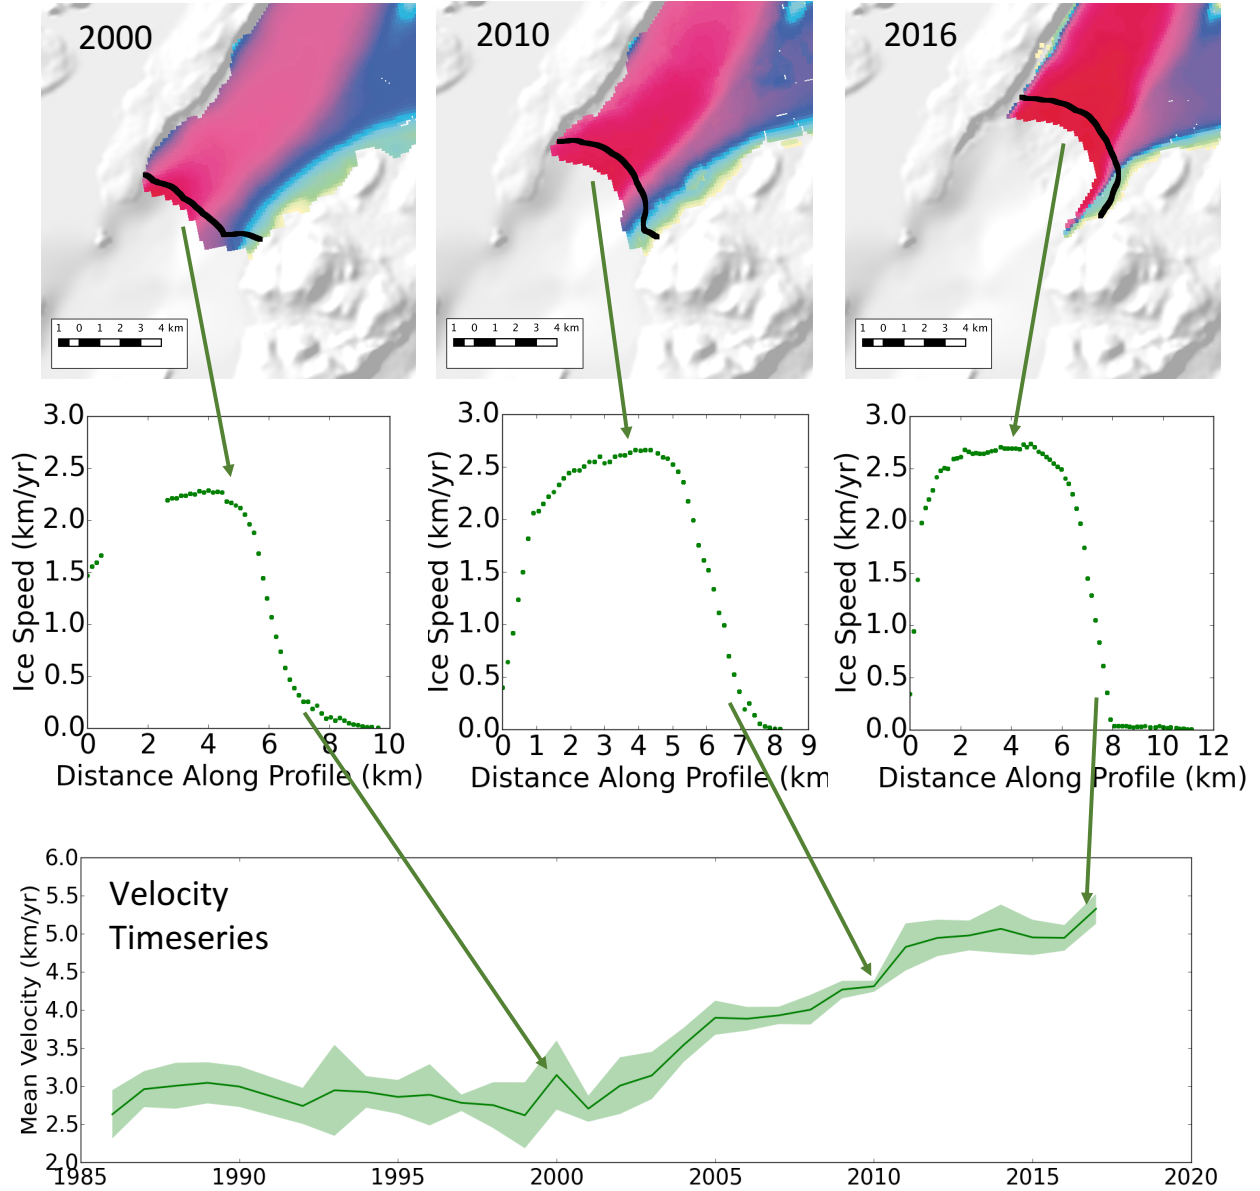 2000
2010
2016
1 0 1 2 3 4 km
1 0 1 2 3 4 km
1 0 1 2 3 4 km
3.0
2.5
2.0
1.5
1.0
0.5
0.0
Ice Speed (km/yr)
0 2 4 6 8 10
Distance Along Profile (km)
3.0
2.5
2.0
1.5
1.0
0.5
0.0
Ice Speed (km/yr)
0 1 2 3 4 5 6 7 8 9
Distance Along Profile (km
3.0
2.5
2.0
1.5
1.0
0.5
0.0
Ice Speed (km/yr)
0 2 4 6 8 10 12
Distance Along Profile (km)
Velocity
Timeseries
6.0
5.5
5.0
4.5
4.0
3.5
3.0
2.5
2.0
Mean Velocity (km/yr)
1985 1990 1995 2000 2005 2010 2015 2020